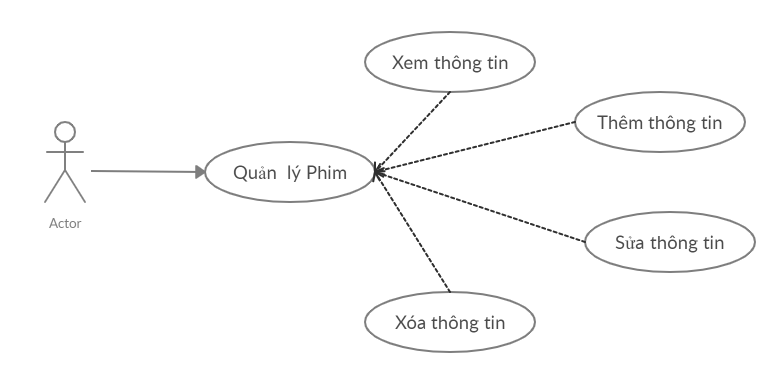 Xem thông tin
Thêm thông tin
Quản lý Phim
Actor
Sửa thông tin
Xóa thông tin